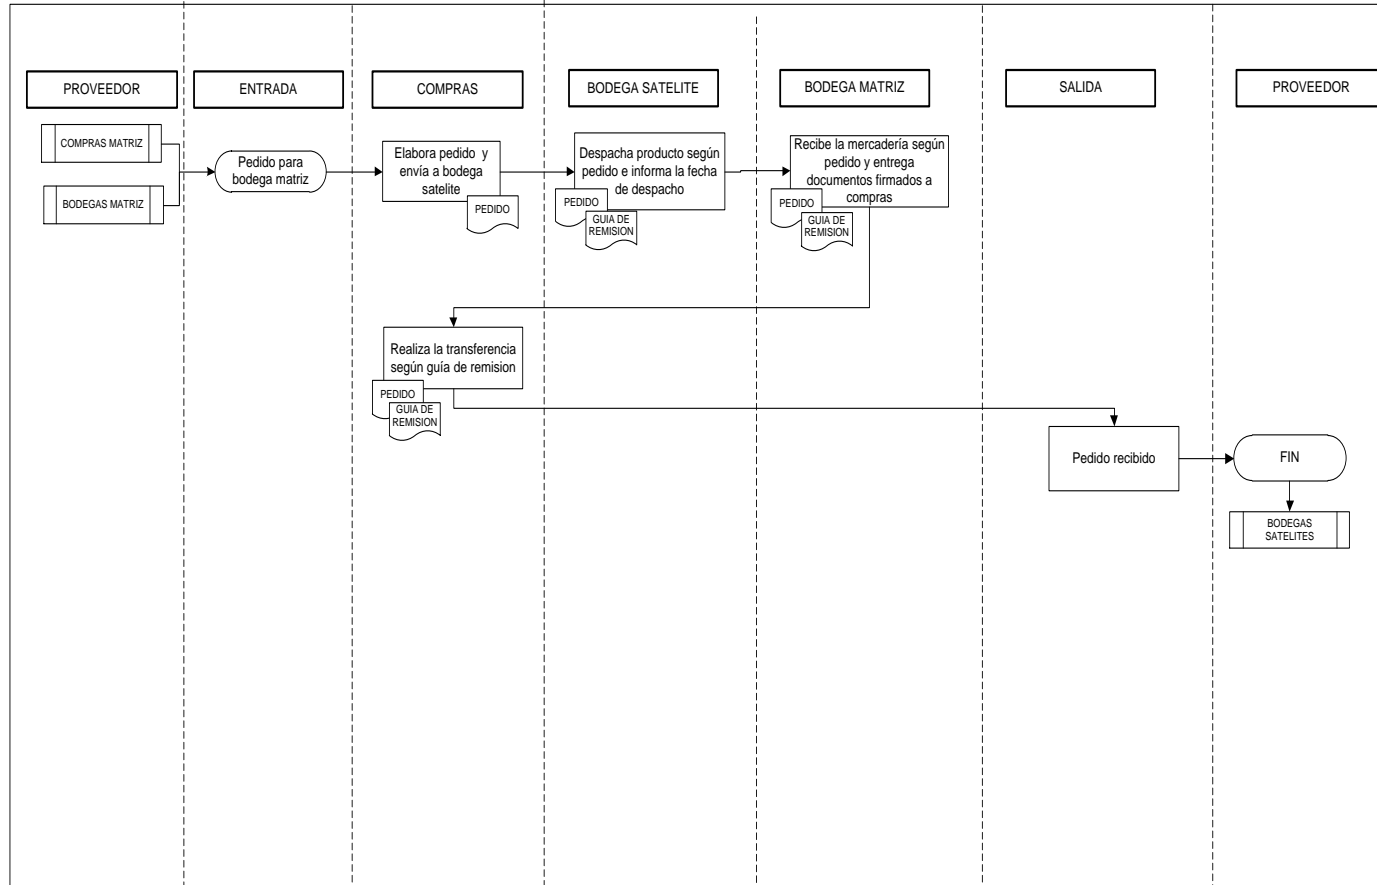 PROVEEDOR
ENTRADA
COMPRAS
BODEGA SATELITE
BODEGA MATRIZ
SALIDA
PROVEEDOR
COMPRAS MATRIZ
BODEGAS MATRIZ
Pedido para
bodega matriz
Elabora pedido y
envía a bodega
satelite
PEDIDO
Despacha producto según
pedido e informa la fecha
de despacho
PEDIDO
GUIA DE
REMISION
Recibe la mercadería según
pedido y entrega
documentos firmados a
compras
PEDIDO
GUIA DE
REMISION
Realiza la transferencia
según guía de remision
PEDIDO
GUIA DE
REMISION
Pedido recibido
FIN
BODEGAS
SATELITES